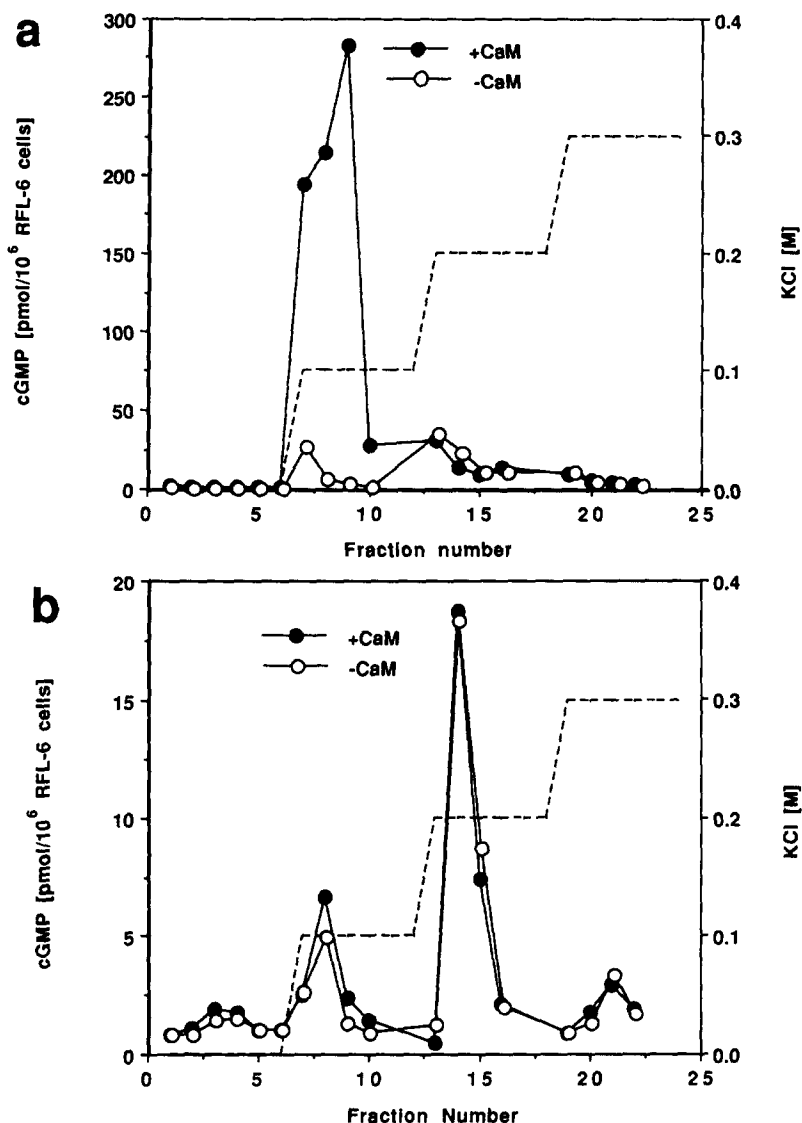 a
300
250
200
150
100
50
0
cGMP [pmol/10⁶ RFL-6 cells]
+CaM
-CaM
0.4
0.3
0.2
0.1
0.0
KCl [M]
0 5 10 15 20 25
Fraction number
b
20
15
10
5
0
cGMP [pmol/10⁶ RFL-6 cells]
+CaM
-CaM
0.4
0.3
0.2
0.1
0.0
KCl [M]
0 5 10 15 20 25
Fraction Number